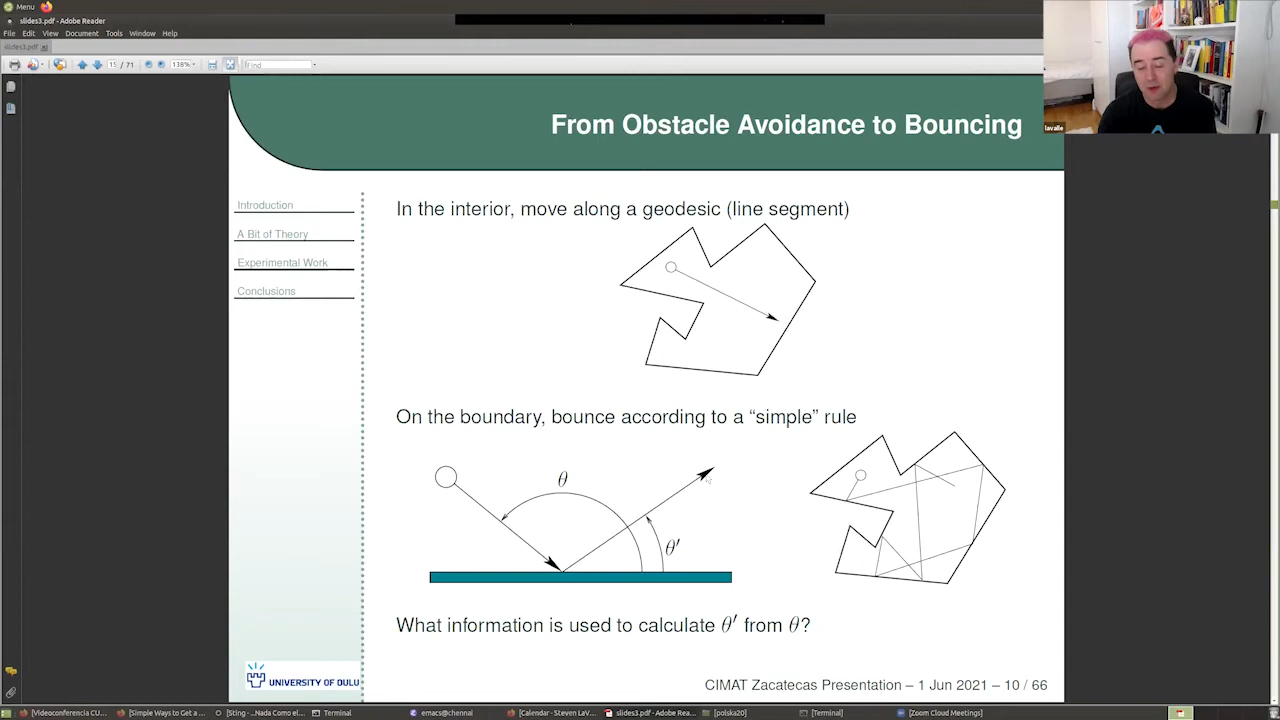 Menu
slides3.pdf - Adobe Reader
File Edit View Document Tools Window Help
slides3.pdf
15 / 71 138% Find
lavalle
From Obstacle Avoidance to Bouncing
Introduction
A Bit of Theory
Experimental Work
Conclusions
In the interior, move along a geodesic (line segment)
On the boundary, bounce according to a “simple” rule
θ
θ′
What information is used to calculate θ′ from θ?
UNIVERSITY OF OULU
CIMAT Zacatecas Presentation – 1 Jun 2021 – 10 / 66
[Videoconferencia CU... [Simple Ways to Get a ... [Sting - ...Nada Como el... Terminal emacs@chennai [Calendar - Steven LaV... slides3.pdf - Adobe Rea... [polska20] [Terminal] [Zoom Cloud Meetings]